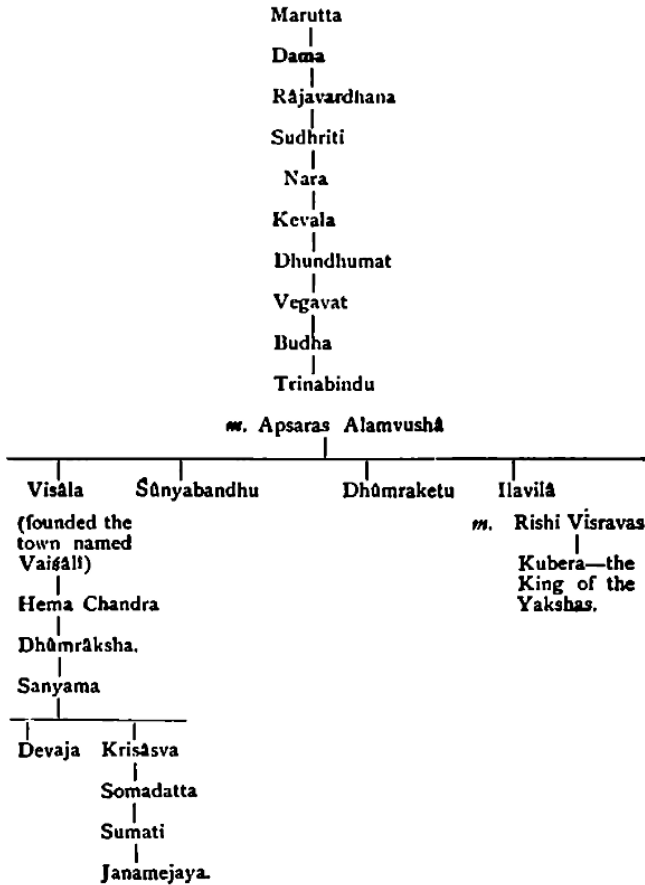 Marutta
Dama
Râjavardhana
Sudhriti
Nara
Kevala
Dhundhumat
Vegavat
Budha
Trinabindu
m. Apsaras Alamvushâ
Visâla Śûnyabandhu Dhûmraketu Ilavilâ
(founded the
town named
Vaiśâlî)
m. Rishi Visravas
Kubera—the
King of the
Yakshas.
Hema Chandra
Dhûmrâksha.
Sanyama
Devaja Krisâsva
Somadatta
Sumati
Janamejaya.